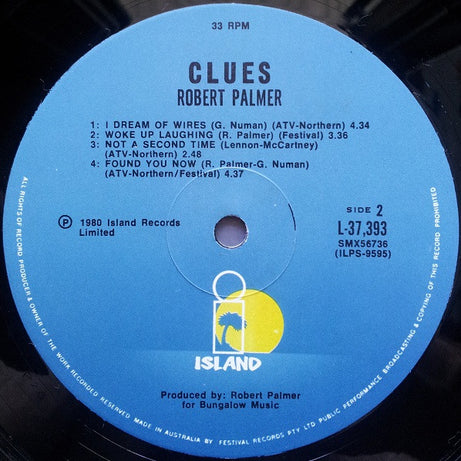 33 RPM
CLUES
ROBERT PALMER
1: I DREAM OF WIRES (G. Numan) (ATV-Northern) 4.34
2: WOKE UP LAUGHING (R. Palmer) (Festival) 3.36
3: NOT A SECOND TIME (Lennon-McCartney)
(ATV-Northern) 2.48
4: FOUND YOU NOW (R. Palmer-G. Numan)
(ATV-Northern/Festival) 4.37
Ⓟ 1980 Island Records
Limited
SIDE 2
L-37,393
SMX56736
(ILPS-9595)
ISLAND
Produced by: Robert Palmer
for Bungalow Music
ALL RIGHTS OF RECORD PRODUCER & OWNER OF THE WORK RECORDED RESERVED MADE IN AUSTRALIA BY FESTIVAL RECORDS PTY LTD PUBLIC PERFORMANCE BROADCASTING & COPYING OF THIS RECORD PROHIBITED